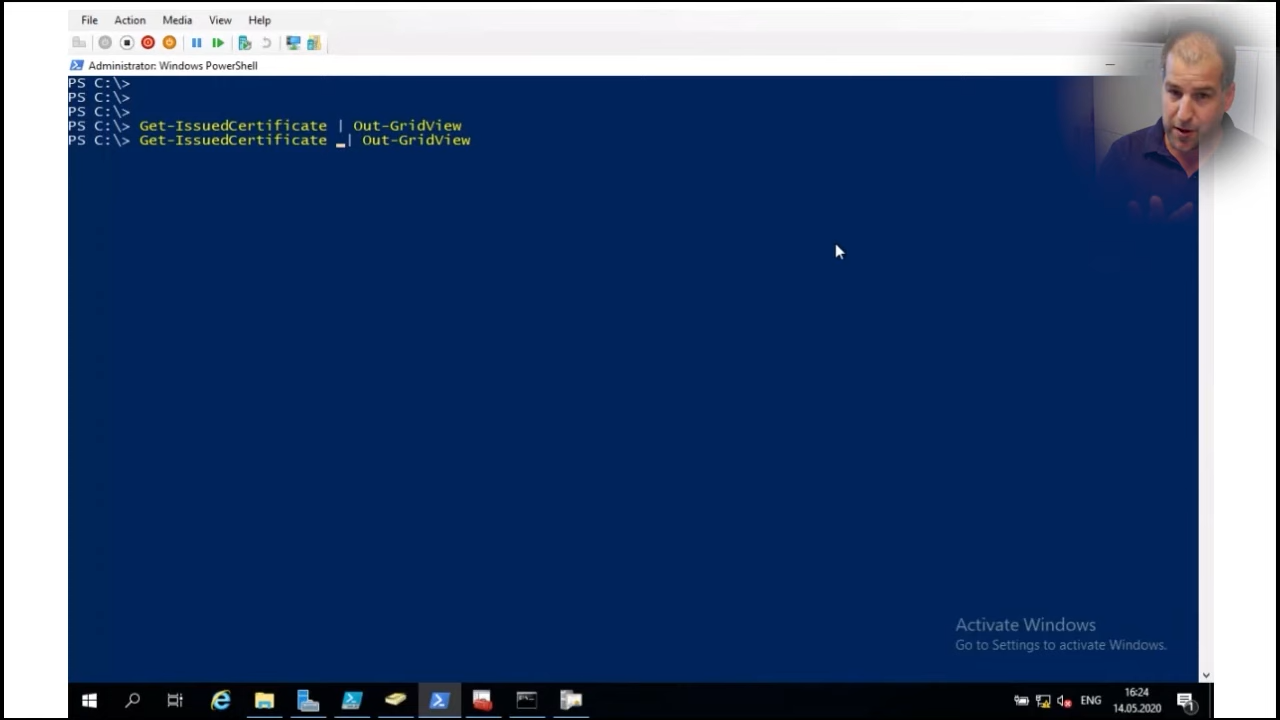 File Action Media View Help
Administrator: Windows PowerShell
PS C:\>
PS C:\>
PS C:\>
PS C:\> Get-IssuedCertificate | Out-GridView
PS C:\> Get-IssuedCertificate _| Out-GridView
Activate Windows
Go to Settings to activate Windows.
ENG
16:24
14.05.2020
1